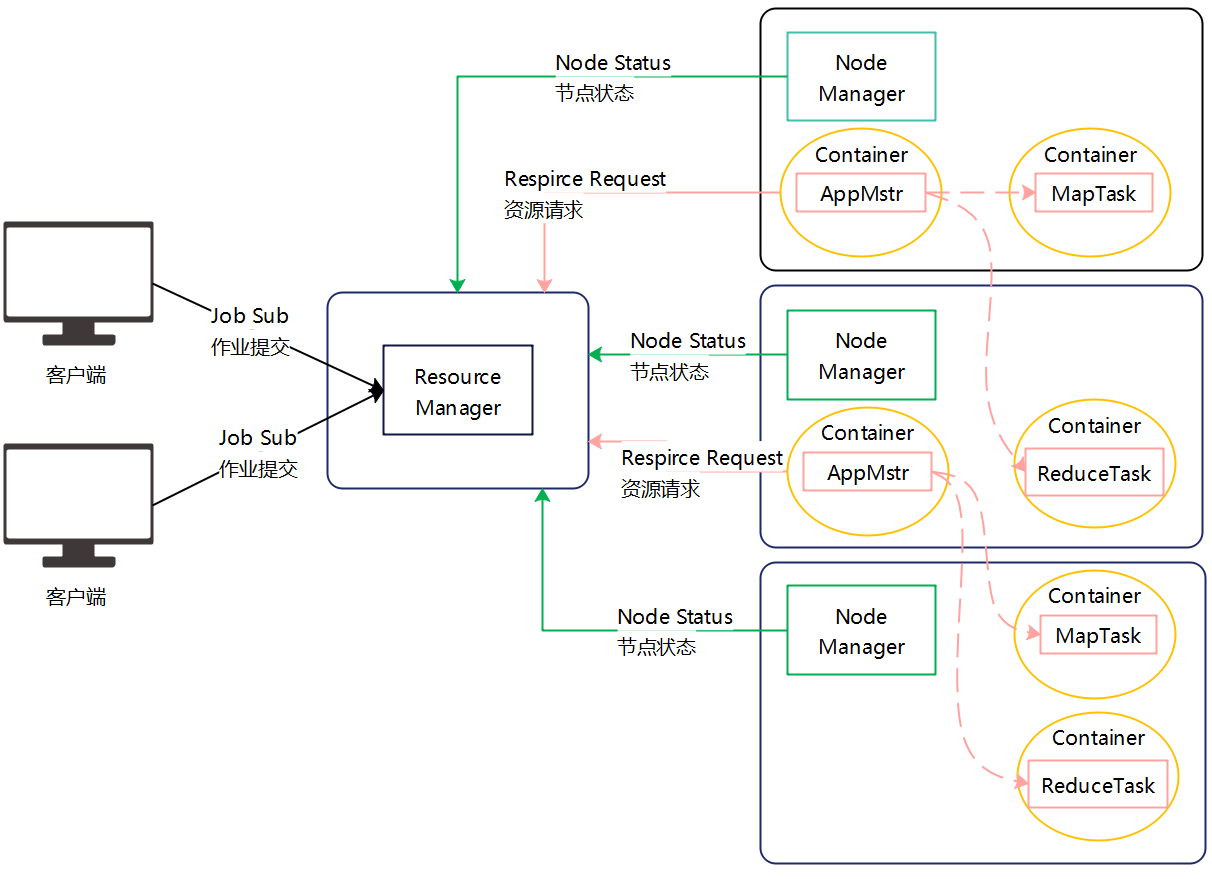 Node Status
节点状态
Node
Manager
Container
AppMstr
Container
MapTask
Respirce Request
资源请求
Job Sub
作业提交
客户端
Job Sub
作业提交
客户端
Resource
Manager
Node Status
节点状态
Node
Manager
Container
AppMstr
Container
ReduceTask
Respirce Request
资源请求
Node Status
节点状态
Node
Manager
Container
MapTask
Container
ReduceTask